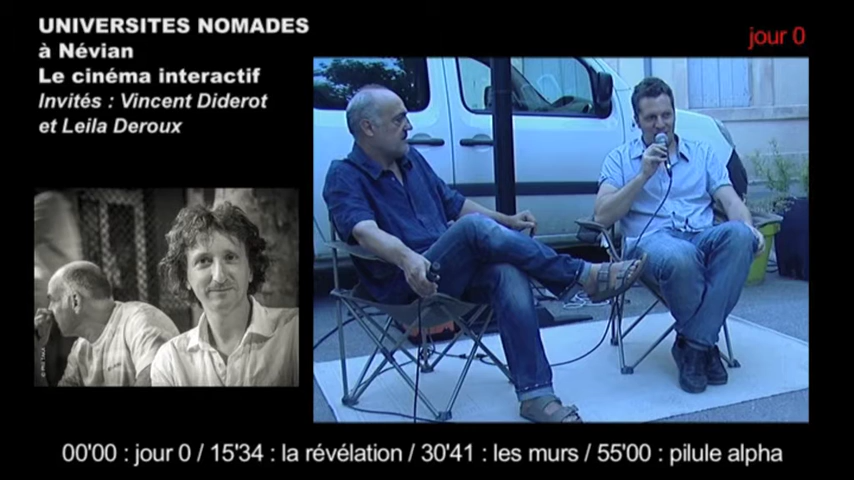 UNIVERSITES NOMADES
à Névian
Le cinéma interactif
Invités : Vincent Diderot
et Leila Deroux
jour 0
00'00 : jour 0 / 15'34 : la révélation / 30'41 : les murs / 55'00 : pilule alpha